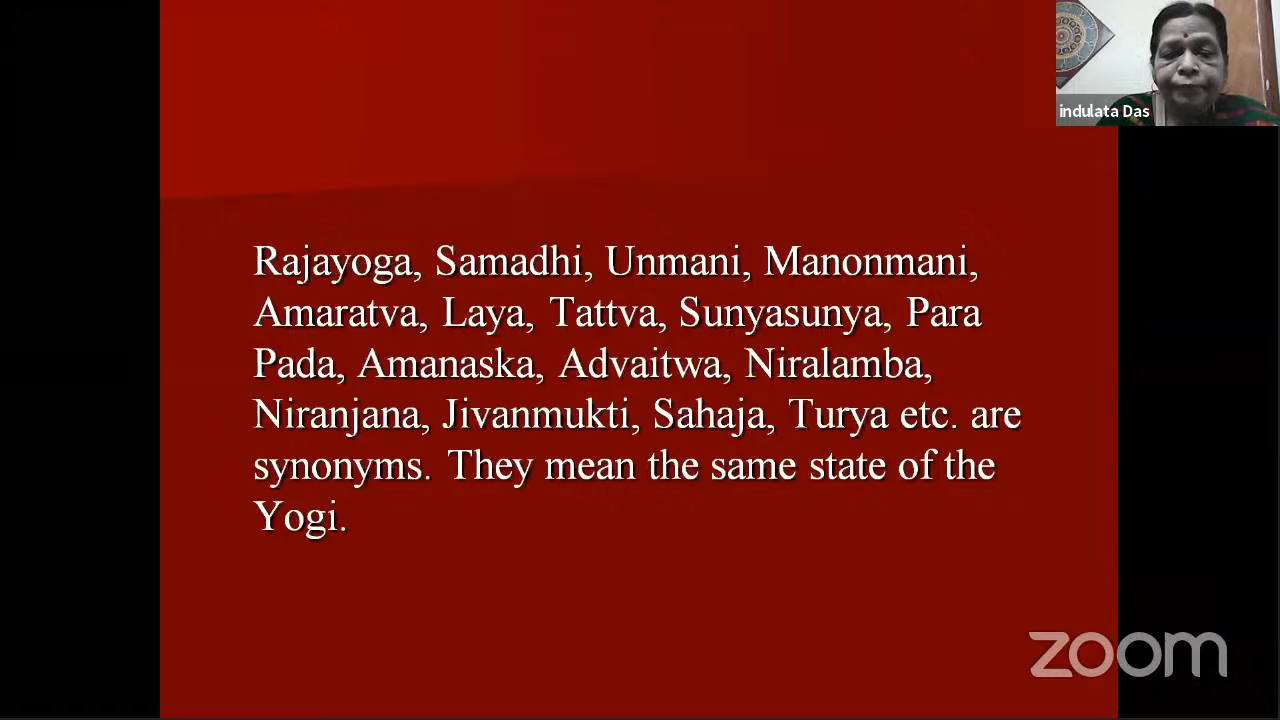 indulata Das
Rajayoga, Samadhi, Unmani, Manonmani,
Amaratva, Laya, Tattva, Sunyasunya, Para
Pada, Amanaska, Advaitwa, Niralamba,
Niranjana, Jivanmukti, Sahaja, Turya etc. are
synonyms. They mean the same state of the
Yogi.
zoom